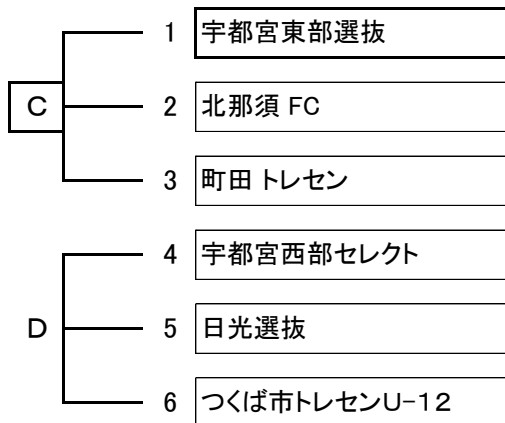 1 宇都宮東部選抜
C 2 北那須 FC
3 町田 トレセン
4 宇都宮西部セレクト
D 5 日光選抜
6 つくば市トレセンU-12